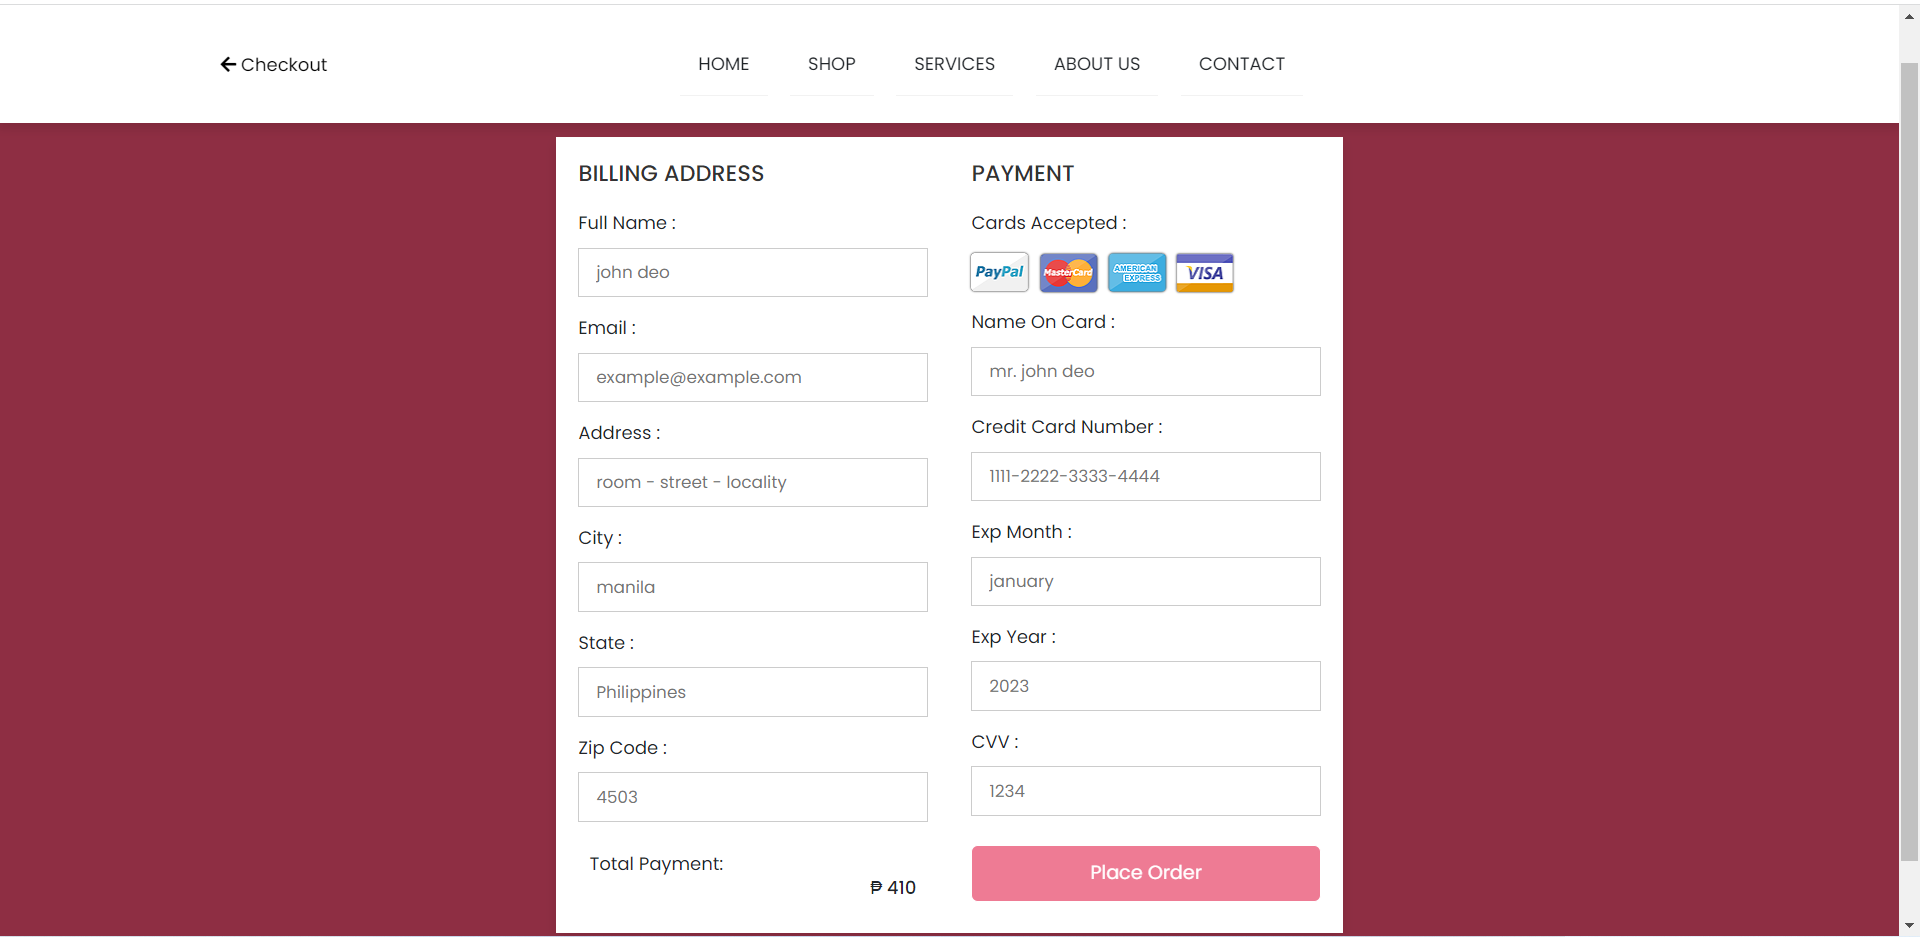 Checkout
HOME SHOP SERVICES ABOUT US CONTACT
BILLING ADDRESS
Full Name :
john deo
Email :
example@example.com
Address :
room - street - locality
City :
manila
State :
Philippines
Zip Code :
4503
Total Payment:
₱ 410
PAYMENT
Cards Accepted :
PayPal MasterCard AMERICAN EXPRESS VISA
Name On Card :
mr. john deo
Credit Card Number :
1111-2222-3333-4444
Exp Month :
january
Exp Year :
2023
CVV :
1234
Place Order